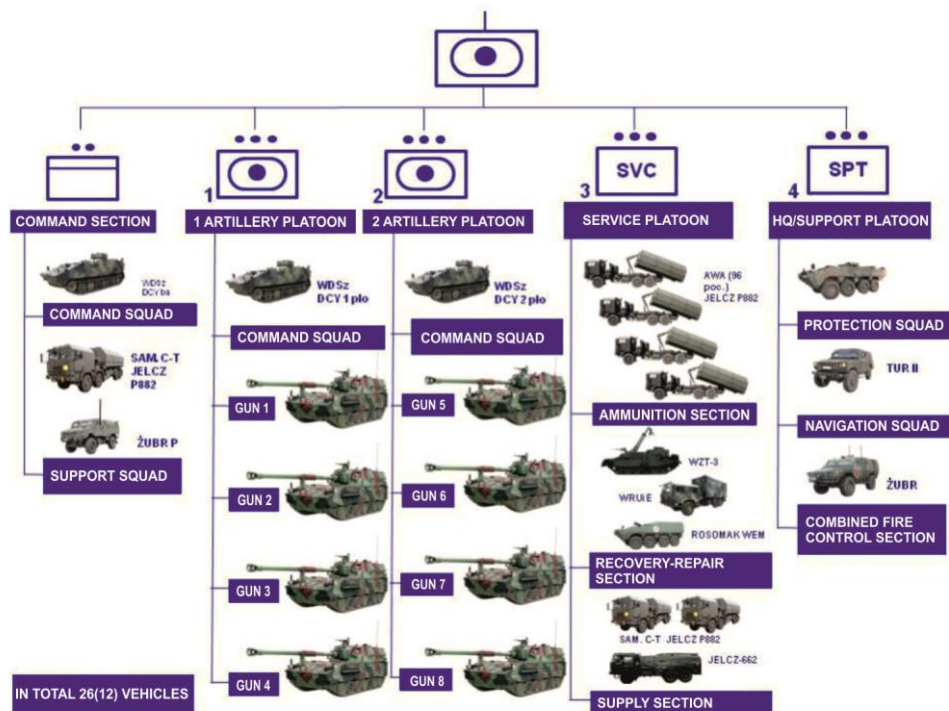 1
2
3
SVC
4
SPT
COMMAND SECTION
1 ARTILLERY PLATOON
2 ARTILLERY PLATOON
SERVICE PLATOON
HQ/SUPPORT PLATOON
WDSz
DCY ba
COMMAND SQUAD
SAM. C-T
JELCZ
P882
ŻUBR P
SUPPORT SQUAD
WDSz
DCY 1 plo
COMMAND SQUAD
GUN 1
GUN 2
GUN 3
GUN 4
WDSz
DCY 2 plo
COMMAND SQUAD
GUN 5
GUN 6
GUN 7
GUN 8
AWA (96
poc.)
JELCZ P882
AMMUNITION SECTION
WZT-3
WRUiE
ROSOMAK WEM
RECOVERY-REPAIR
SECTION
SAM. C-T JELCZ P882
JELCZ-662
SUPPLY SECTION
PROTECTION SQUAD
TUR II
NAVIGATION SQUAD
ŻUBR
COMBINED FIRE
CONTROL SECTION
IN TOTAL 26(12) VEHICLES